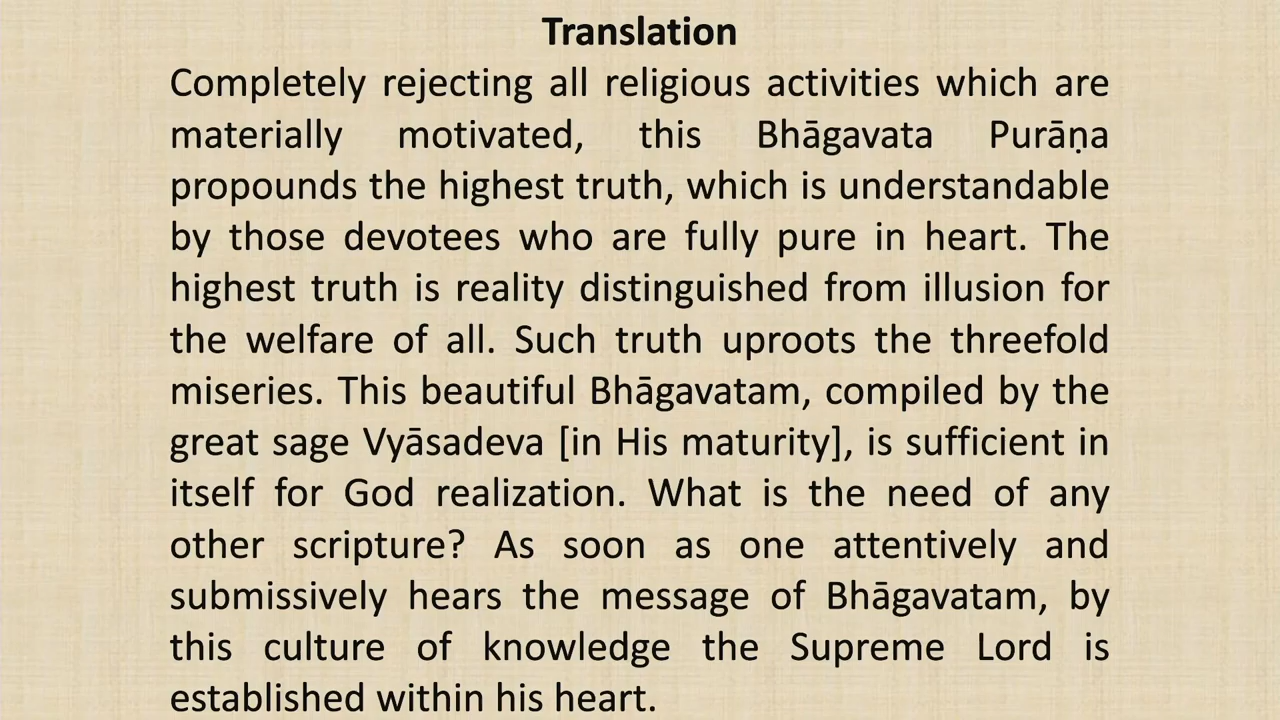 Translation
Completely rejecting all religious activities which are
materially motivated, this Bhāgavata Purāṇa
propounds the highest truth, which is understandable
by those devotees who are fully pure in heart. The
highest truth is reality distinguished from illusion for
the welfare of all. Such truth uproots the threefold
miseries. This beautiful Bhāgavatam, compiled by the
great sage Vyāsadeva [in His maturity], is sufficient in
itself for God realization. What is the need of any
other scripture? As soon as one attentively and
submissively hears the message of Bhāgavatam, by
this culture of knowledge the Supreme Lord is
established within his heart.